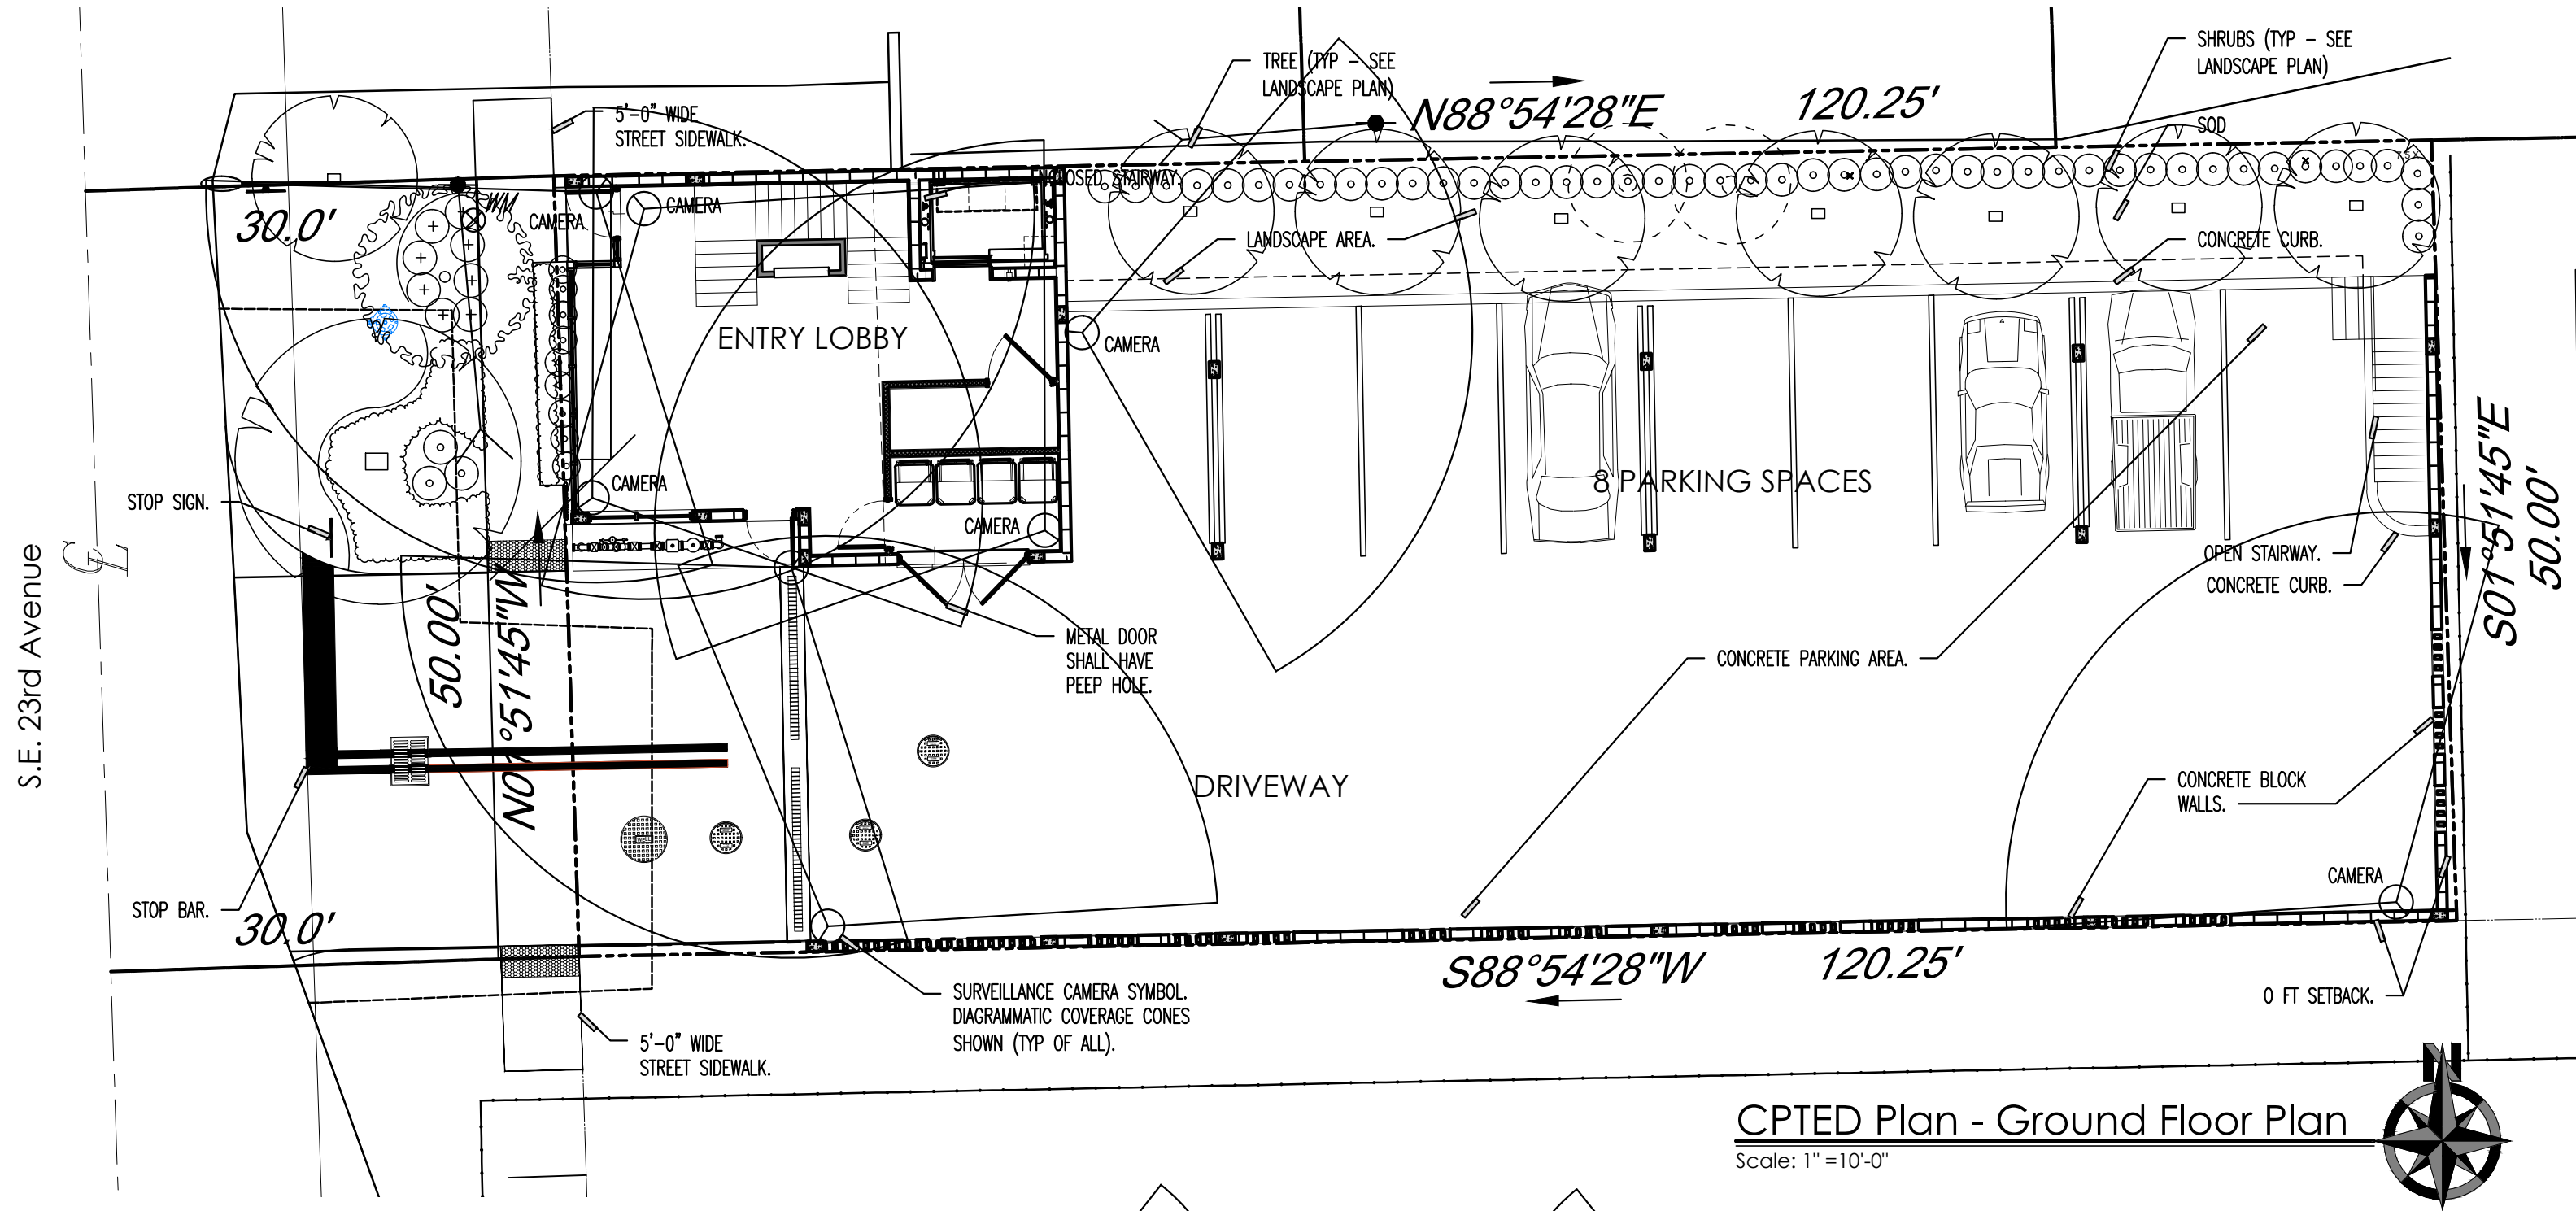 TREE (TYP – SEE
LANDSCAPE PLAN)
SHRUBS (TYP – SEE
LANDSCAPE PLAN)
N88°54'28"E
120.25'
5'-0" WIDE
STREET SIDEWALK.
SOD
30.0'
WM
CAMERA
CAMERA
ENCLOSED STAIRWAY.
LANDSCAPE AREA.
CONCRETE CURB.
ENTRY LOBBY
CAMERA
CAMERA
CAMERA
8 PARKING SPACES
STOP SIGN.
S.E. 23rd Avenue
CL
50.00'
N01°51'45"W
OPEN STAIRWAY.
CONCRETE CURB.
S01°51'45"E
50.00'
METAL DOOR
SHALL HAVE
PEEP HOLE.
CONCRETE PARKING AREA.
DRIVEWAY
CONCRETE BLOCK
WALLS.
CAMERA
STOP BAR.
30.0'
S88°54'28"W
120.25'
SURVEILLANCE CAMERA SYMBOL.
DIAGRAMMATIC COVERAGE CONES
SHOWN (TYP OF ALL).
0 FT SETBACK.
5'-0" WIDE
STREET SIDEWALK.
N
CPTED Plan - Ground Floor Plan
Scale: 1" =10'-0"